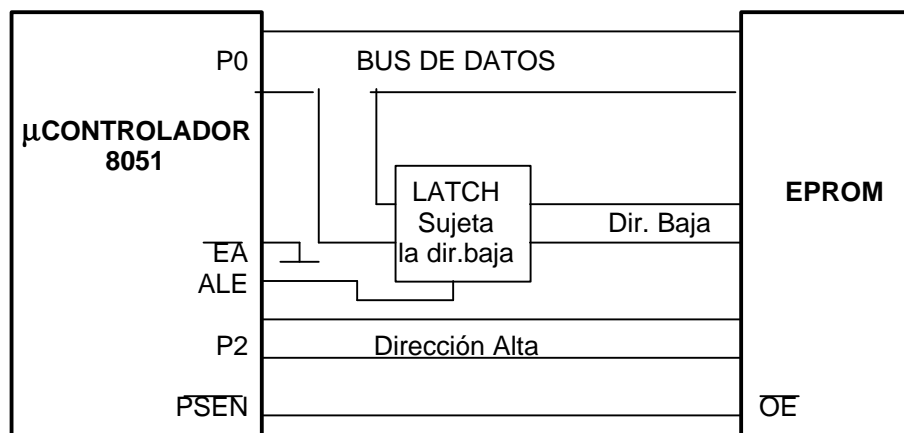 P0
BUS DE DATOS
μCONTROLADOR
8051
LATCH
Sujeta
la dir.baja
EPROM
Dir. Baja
EA
ALE
P2
Dirección Alta
PSEN
OE